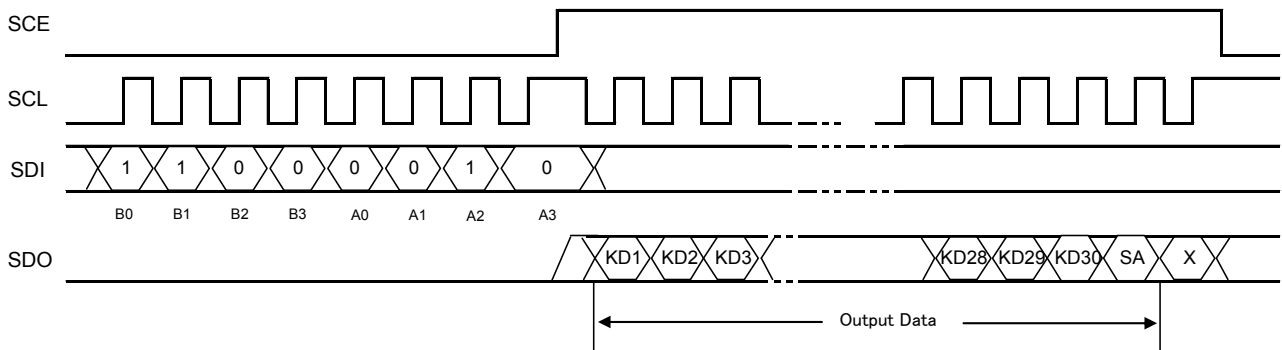 SCE
SCL
SDI 1 1 0 0 0 0 1 0
B0 B1 B2 B3 A0 A1 A2 A3
SDO KD1 KD2 KD3 KD28 KD29 KD30 SA X
Output Data